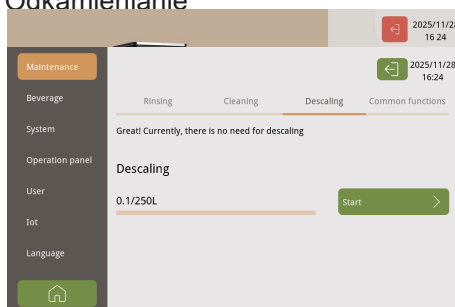 Odkamienianie
2025/11/28
16 24
Maintenance
2025/11/28
16:24
Beverage
Rinsing
Cleaning
Descaling
Common functions
System
Great! Currently, there is no need for descaling
Operation panel
Descaling
User
0.1/250L
Start
Iot
Language